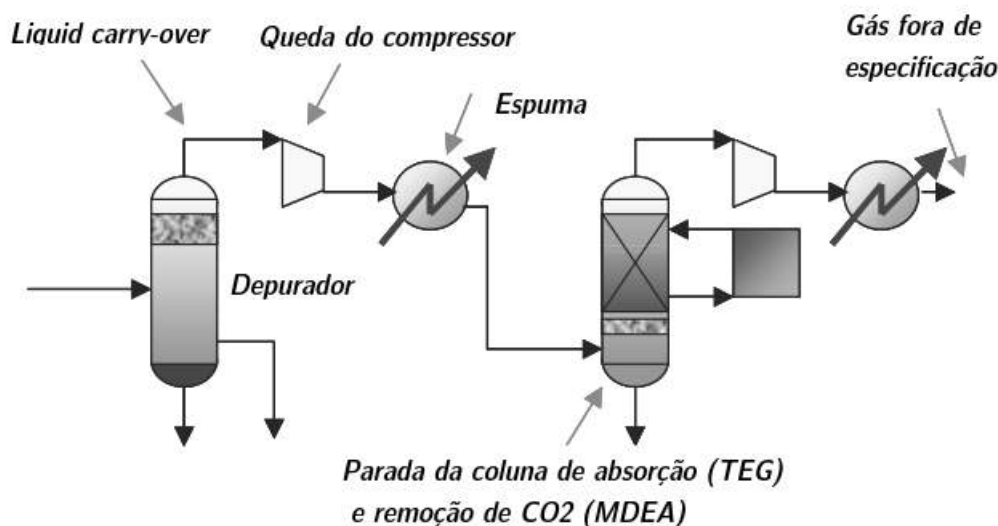 Liquid carry-over
Queda do compressor
Gás fora de
especificação
Espuma
Depurador
Parada da coluna de absorção (TEG)
e remoção de CO2 (MDEA)